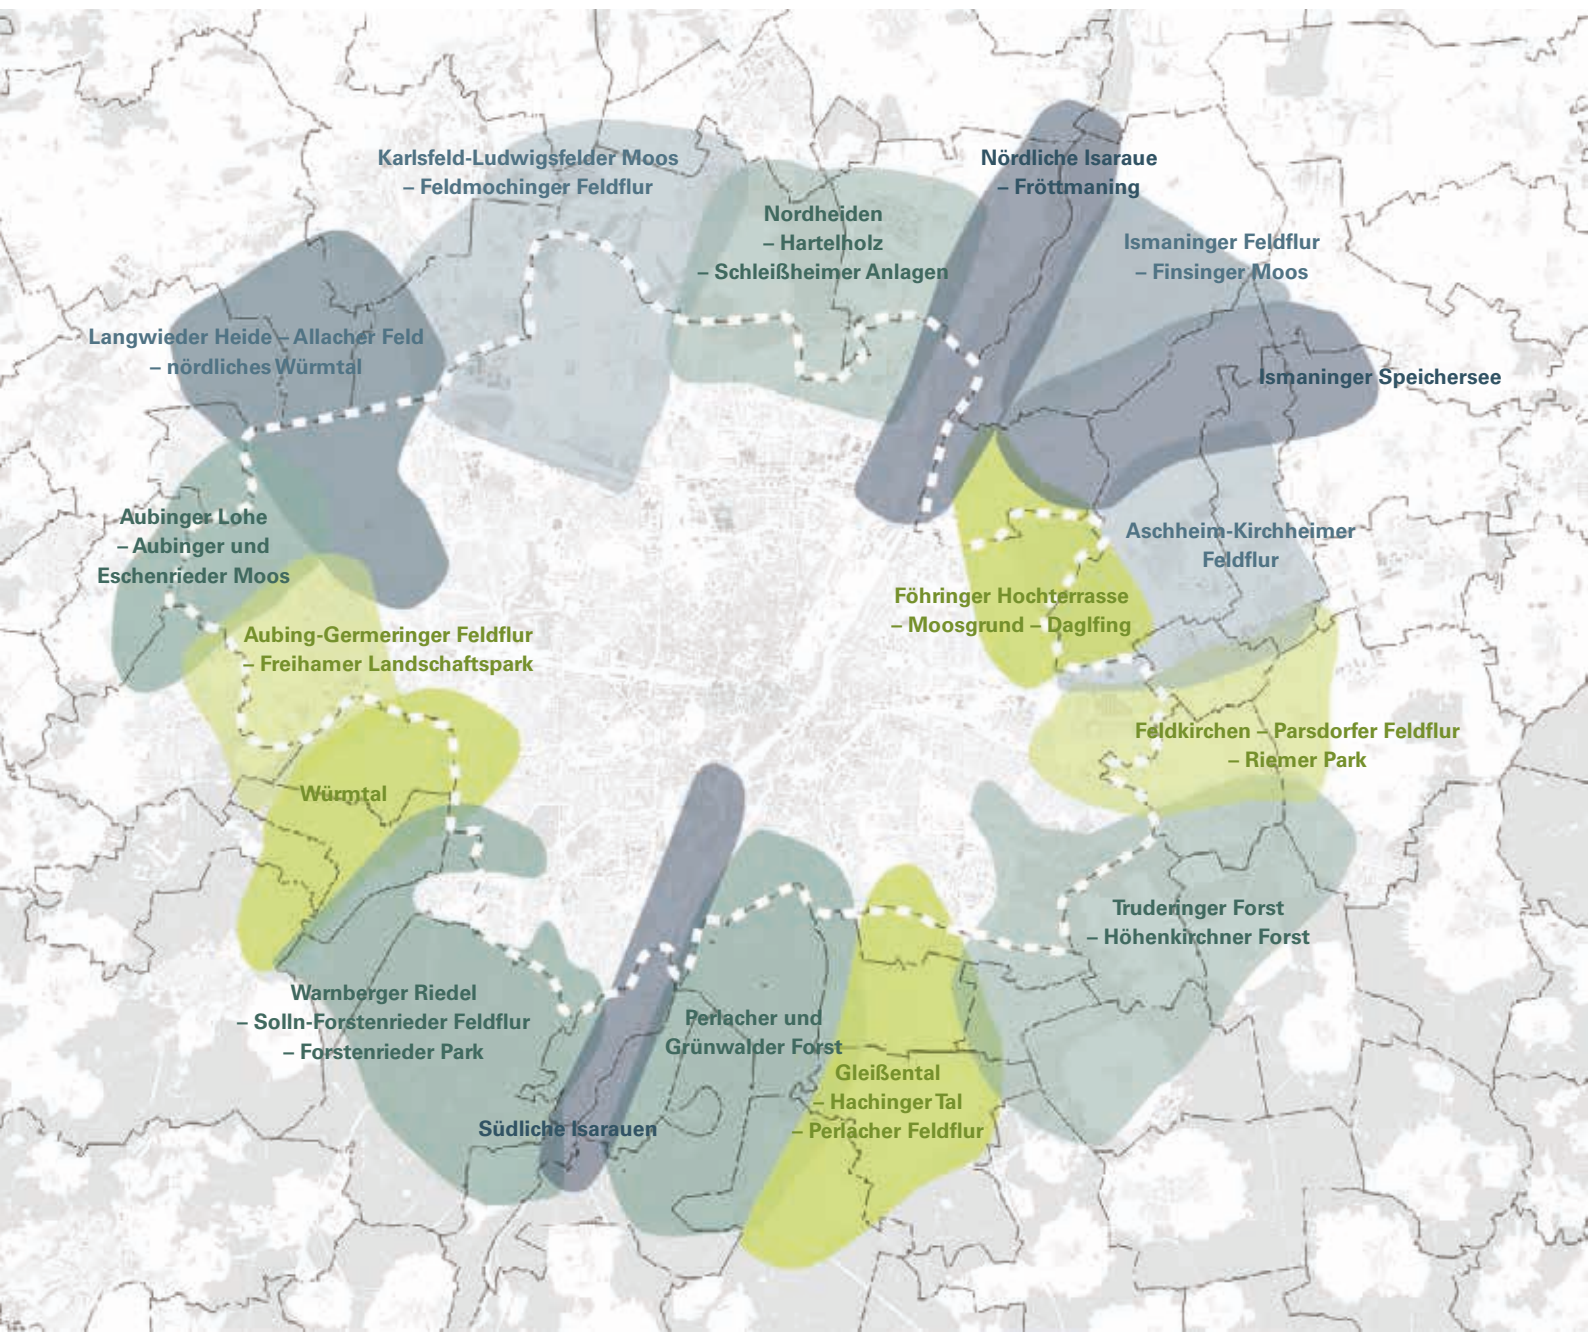 Karlsfeld-Ludwigsfelder Moos
– Feldmochinger Feldflur
Nördliche Isaraue
– Fröttmaning
Nordheiden
– Hartelholz
– Schleißheimer Anlagen
Ismaninger Feldflur
– Finsinger Moos
Langwieder Heide – Allacher Feld
– nördliches Würmtal
Ismaninger Speichersee
Aubinger Lohe
– Aubinger und
Eschenrieder Moos
Aschheim-Kirchheimer
Feldflur
Föhringer Hochterrasse
– Moosgrund – Daglfing
Aubing-Germeringer Feldflur
– Freihamer Landschaftspark
Feldkirchen – Parsdorfer Feldflur
– Riemer Park
Würmtal
Truderinger Forst
– Höhenkirchner Forst
Warnberger Riedel
– Solln-Forstenrieder Feldflur
– Forstenrieder Park
Perlacher und
Grünwalder Forst
Gleißental
– Hachinger Tal
– Perlacher Feldflur
Südliche Isarauen